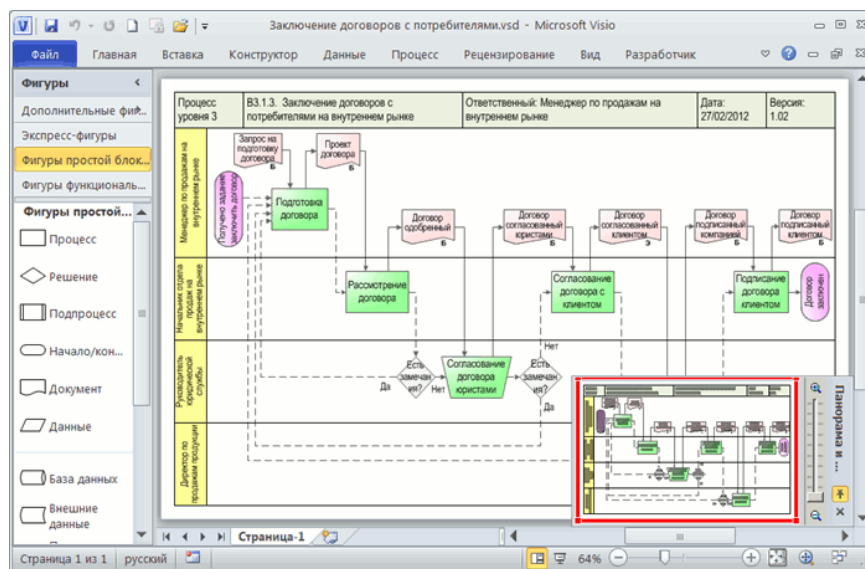 Заключение договоров с потребителями.vsd - Microsoft Visio
Файл
Главная
Вставка
Конструктор
Данные
Процесс
Рецензирование
Вид
Разработчик
Фигуры
Дополнительные фи
Экспресс-фигуры
Фигуры простой блок...
Фигуры функциональ...
Фигуры простой...
Процесс
Решение
Подпроцесс
Начало/кон...
Документ
Данные
База данных
Внешние
данные
Процесс
уровня 3
В3.1.3. Заключение договоров с
потребителями на внутреннем рынке
Ответственный: Менеджер по продажам на
внутреннем рынке
Дата:
27/02/2012
Версия:
1.02
Менеджер по продажам на
внутреннем рынке
Получено задание
заключить договор
Запрос на
подготовку
договора
Б
Проект
договора
Б
Подготовка
договора
Договор
одобренный
Б
Договор
согласованный
юристами
Б
Договор
согласованный
клиентом
Э
Договор
подписанный
компанией
Б
Договор
подписанный
клиентом
Б
Начальник отдела
продаж на
внутреннем рынке
Рассмотрение
договора
Согласование
договора с
клиентом
Подписание
договора
клиентом
Договор
заключен
Руководитель
юридической
службы
Есть
замечан
ия?
Да
Нет
Согласование
договора
юристами
Есть
замечан
ия?
Нет
Да
Директор по
продажам продукции
Панорама и ...
Страница-1
Страница 1 из 1
русский
64%